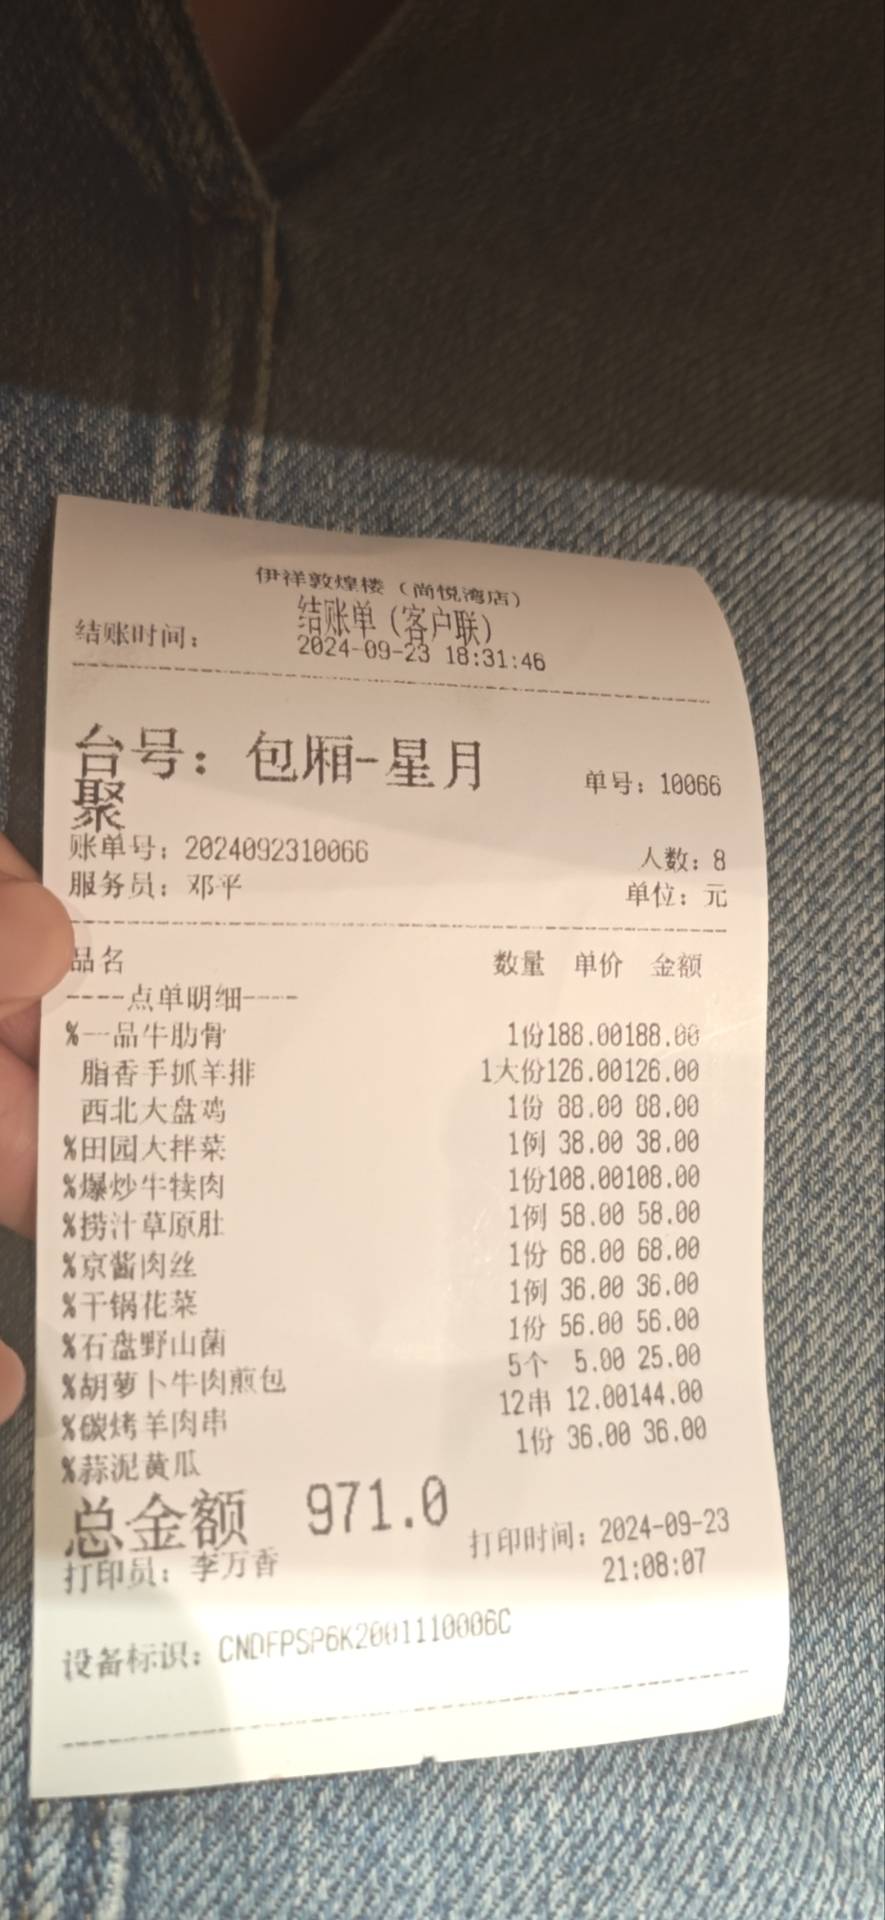 伊祥敦煌楼（尚悦湾店）
结账单（客户联）
结账时间： 2024-09-23 18:31:46
台号：包厢-星月
聚
单号：10066
账单号：2024092310066 人数：8
服务员：邓平 单位：元
品名 数量 单价 金额
----点单明细----
%一品牛肋骨 1份188.00188.00
脂香手抓羊排 1大份126.00126.00
西北大盘鸡 1份 88.00 88.00
%田园大拌菜 1例 38.00 38.00
%爆炒牛犊肉 1份108.00108.00
%捞汁草原肚 1例 58.00 58.00
%京酱肉丝 1份 68.00 68.00
%干锅花菜 1例 36.00 36.00
%石盘野山菌 1份 56.00 56.00
%胡萝卜牛肉煎包 5个 5.00 25.00
%碳烤羊肉串 12串 12.00144.00
%蒜泥黄瓜 1份 36.00 36.00
总金额 971.0
打印员：李万香 打印时间：2024-09-23
21:08:07
设备标识：CNDFPSP6K2001110006C